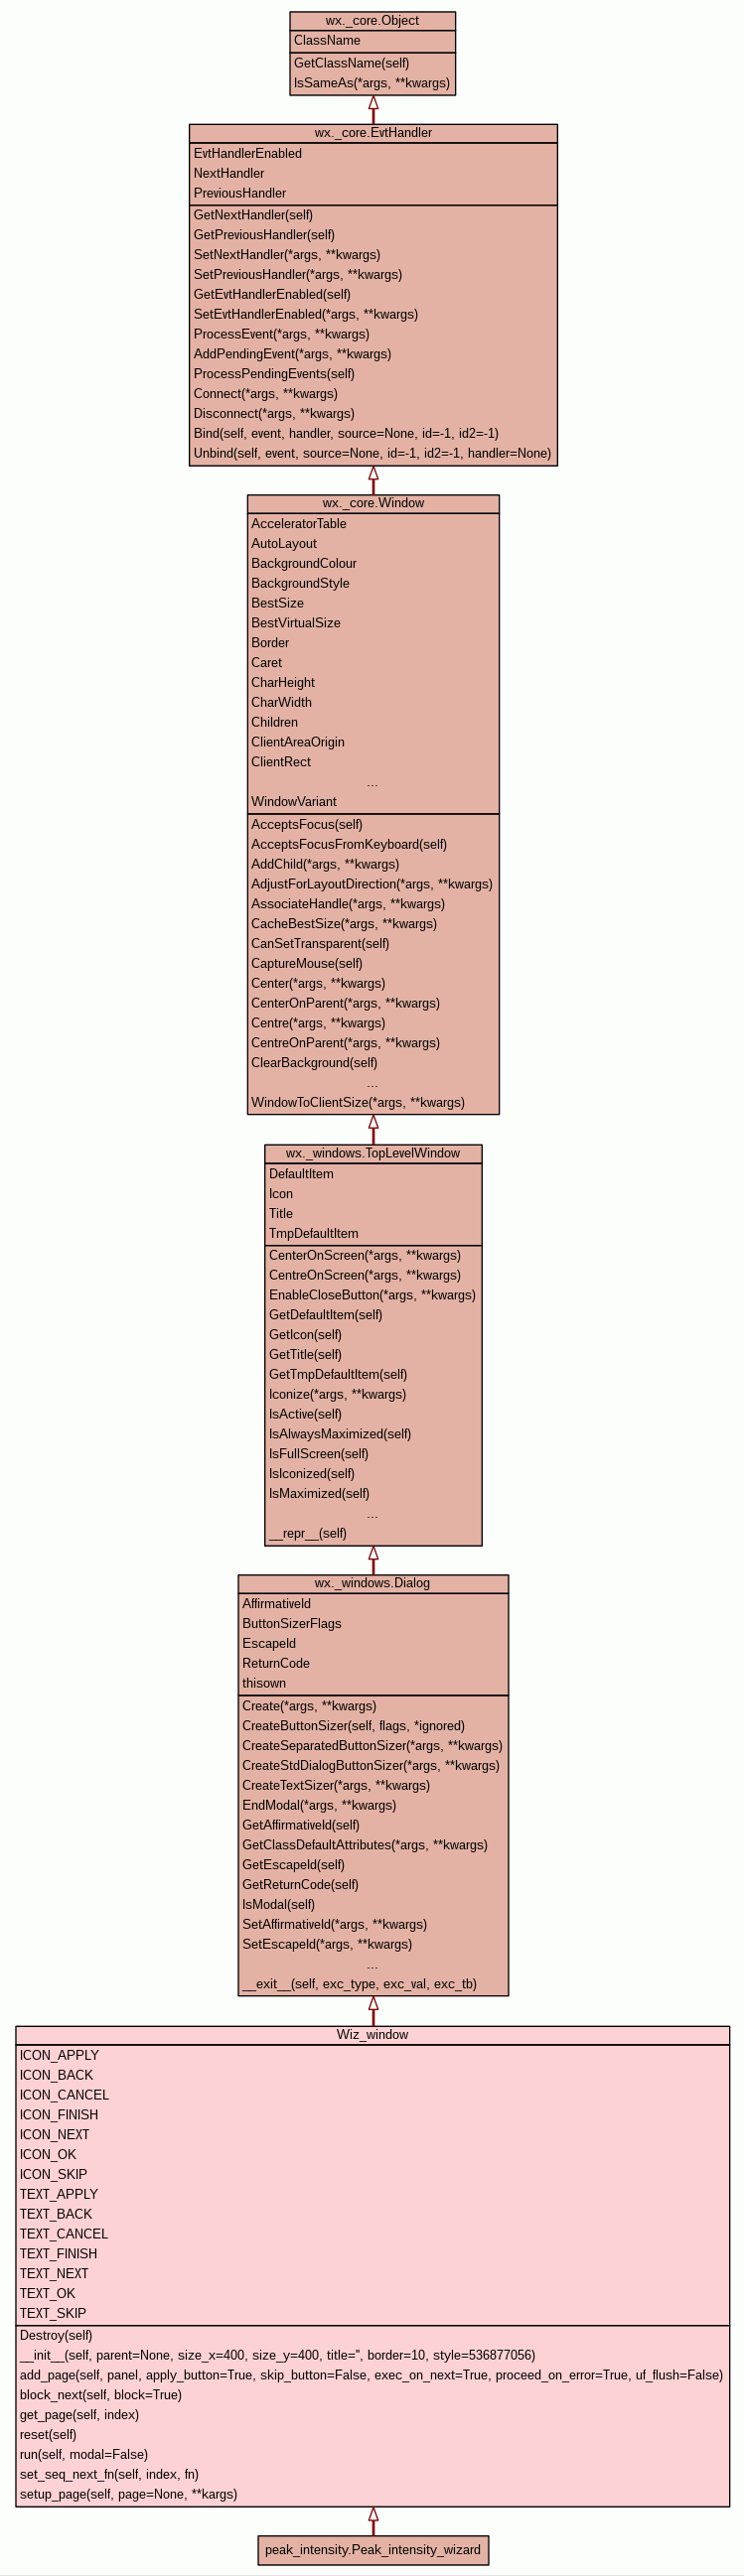 wx._core.Object
ClassName
GetClassName(self)
IsSameAs(*args, **kwargs)
wx._core.EvtHandler
EvtHandlerEnabled
NextHandler
PreviousHandler
GetNextHandler(self)
GetPreviousHandler(self)
SetNextHandler(*args, **kwargs)
SetPreviousHandler(*args, **kwargs)
GetEvtHandlerEnabled(self)
SetEvtHandlerEnabled(*args, **kwargs)
ProcessEvent(*args, **kwargs)
AddPendingEvent(*args, **kwargs)
ProcessPendingEvents(self)
Connect(*args, **kwargs)
Disconnect(*args, **kwargs)
Bind(self, event, handler, source=None, id=-1, id2=-1)
Unbind(self, event, source=None, id=-1, id2=-1, handler=None)
wx._core.Window
AcceleratorTable
AutoLayout
BackgroundColour
BackgroundStyle
BestSize
BestVirtualSize
Border
Caret
CharHeight
CharWidth
Children
ClientAreaOrigin
ClientRect
...
WindowVariant
AcceptsFocus(self)
AcceptsFocusFromKeyboard(self)
AddChild(*args, **kwargs)
AdjustForLayoutDirection(*args, **kwargs)
AssociateHandle(*args, **kwargs)
CacheBestSize(*args, **kwargs)
CanSetTransparent(self)
CaptureMouse(self)
Center(*args, **kwargs)
CenterOnParent(*args, **kwargs)
Centre(*args, **kwargs)
CentreOnParent(*args, **kwargs)
ClearBackground(self)
...
WindowToClientSize(*args, **kwargs)
wx._windows.TopLevelWindow
DefaultItem
Icon
Title
TmpDefaultItem
CenterOnScreen(*args, **kwargs)
CentreOnScreen(*args, **kwargs)
EnableCloseButton(*args, **kwargs)
GetDefaultItem(self)
GetIcon(self)
GetTitle(self)
GetTmpDefaultItem(self)
Iconize(*args, **kwargs)
IsActive(self)
IsAlwaysMaximized(self)
IsFullScreen(self)
IsIconized(self)
IsMaximized(self)
...
__repr__(self)
wx._windows.Dialog
AffirmativeId
ButtonSizerFlags
EscapeId
ReturnCode
thisown
Create(*args, **kwargs)
CreateButtonSizer(self, flags, *ignored)
CreateSeparatedButtonSizer(*args, **kwargs)
CreateStdDialogButtonSizer(*args, **kwargs)
CreateTextSizer(*args, **kwargs)
EndModal(*args, **kwargs)
GetAffirmativeId(self)
GetClassDefaultAttributes(*args, **kwargs)
GetEscapeId(self)
GetReturnCode(self)
IsModal(self)
SetAffirmativeId(*args, **kwargs)
SetEscapeId(*args, **kwargs)
...
__exit__(self, exc_type, exc_val, exc_tb)
Wiz_window
ICON_APPLY
ICON_BACK
ICON_CANCEL
ICON_FINISH
ICON_NEXT
ICON_OK
ICON_SKIP
TEXT_APPLY
TEXT_BACK
TEXT_CANCEL
TEXT_FINISH
TEXT_NEXT
TEXT_OK
TEXT_SKIP
Destroy(self)
__init__(self, parent=None, size_x=400, size_y=400, title='', border=10, style=536877056)
add_page(self, panel, apply_button=True, skip_button=False, exec_on_next=True, proceed_on_error=True, uf_flush=False)
block_next(self, block=True)
get_page(self, index)
reset(self)
run(self, modal=False)
set_seq_next_fn(self, index, fn)
setup_page(self, page=None, **kargs)
peak_intensity.Peak_intensity_wizard